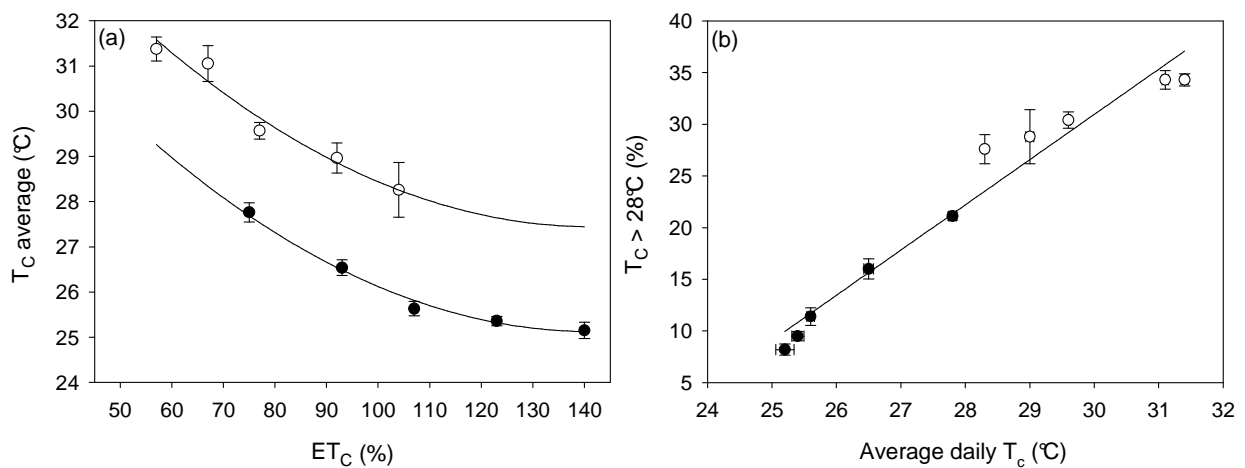 (a)
32
31
30
29
28
27
26
25
24
T_C average (°C)
50 60 70 80 90 100 110 120 130 140
ET_C (%)
(b)
40
35
30
25
20
15
10
5
T_C > 28°C (%)
24 25 26 27 28 29 30 31 32
Average daily T_c (°C)